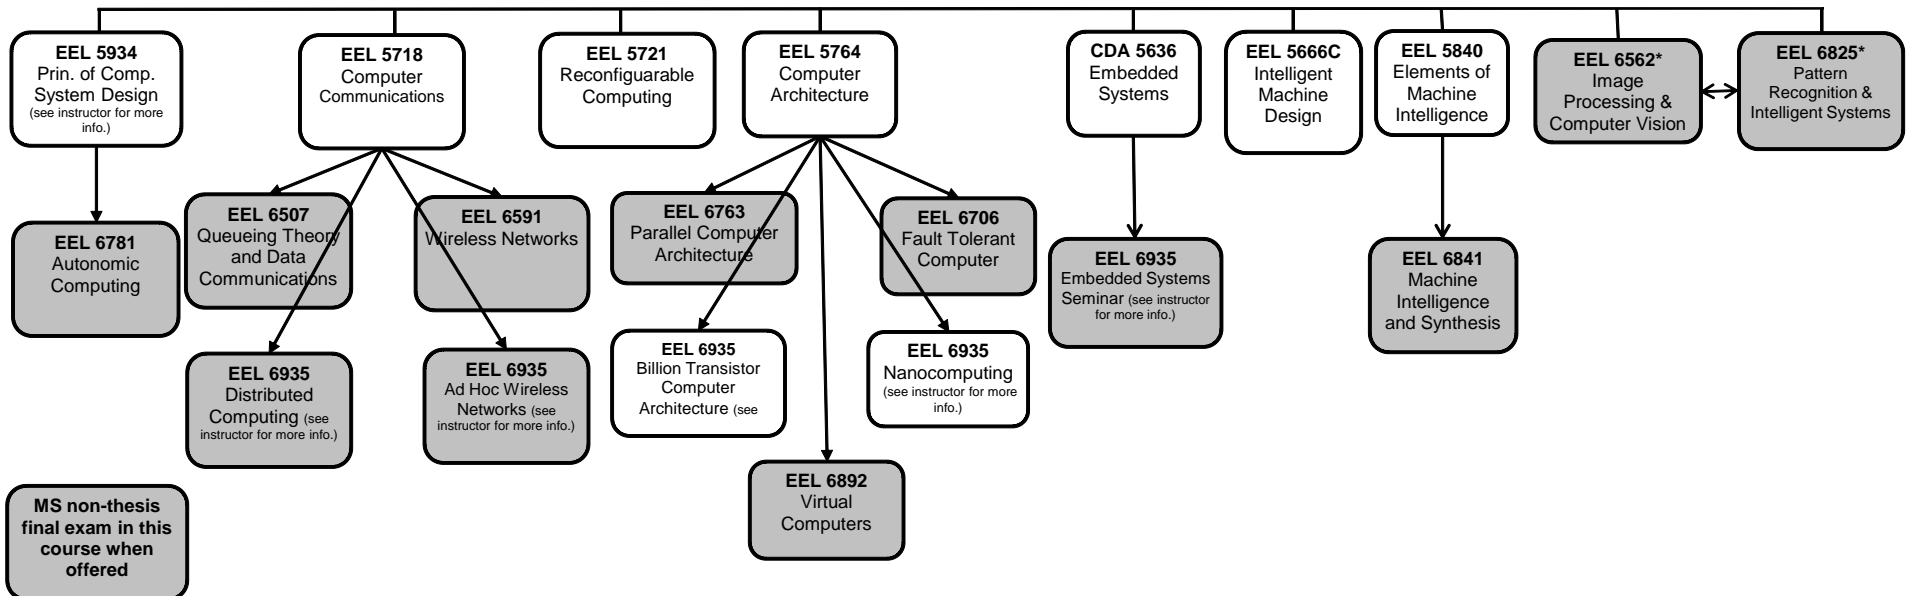 EEL 5934
Prin. of Comp.
System Design
(see instructor for more
info.)
EEL 5718
Computer
Communications
EEL 5721
Reconfiguarable
Computing
EEL 5764
Computer
Architecture
CDA 5636
Embedded
Systems
EEL 5666C
Intelligent
Machine
Design
EEL 5840
Elements of
Machine
Intelligence
EEL 6562*
Image
Processing &
Computer Vision
EEL 6825*
Pattern
Recognition &
Intelligent Systems
EEL 6781
Autonomic
Computing
EEL 6507
Queueing Theory
and Data
Communications
EEL 6591
Wireless Networks
EEL 6763
Parallel Computer
Architecture
EEL 6706
Fault Tolerant
Computer
EEL 6935
Embedded Systems
Seminar (see instructor
for more info.)
EEL 6841
Machine
Intelligence
and Synthesis
EEL 6935
Distributed
Computing (see
instructor for more info.)
EEL 6935
Ad Hoc Wireless
Networks (see
instructor for more info.)
EEL 6935
Billion Transistor
Computer
Architecture (see
EEL 6935
Nanocomputing
(see instructor for more
info.)
EEL 6892
Virtual
Computers
MS non-thesis
final exam in this
course when
offered